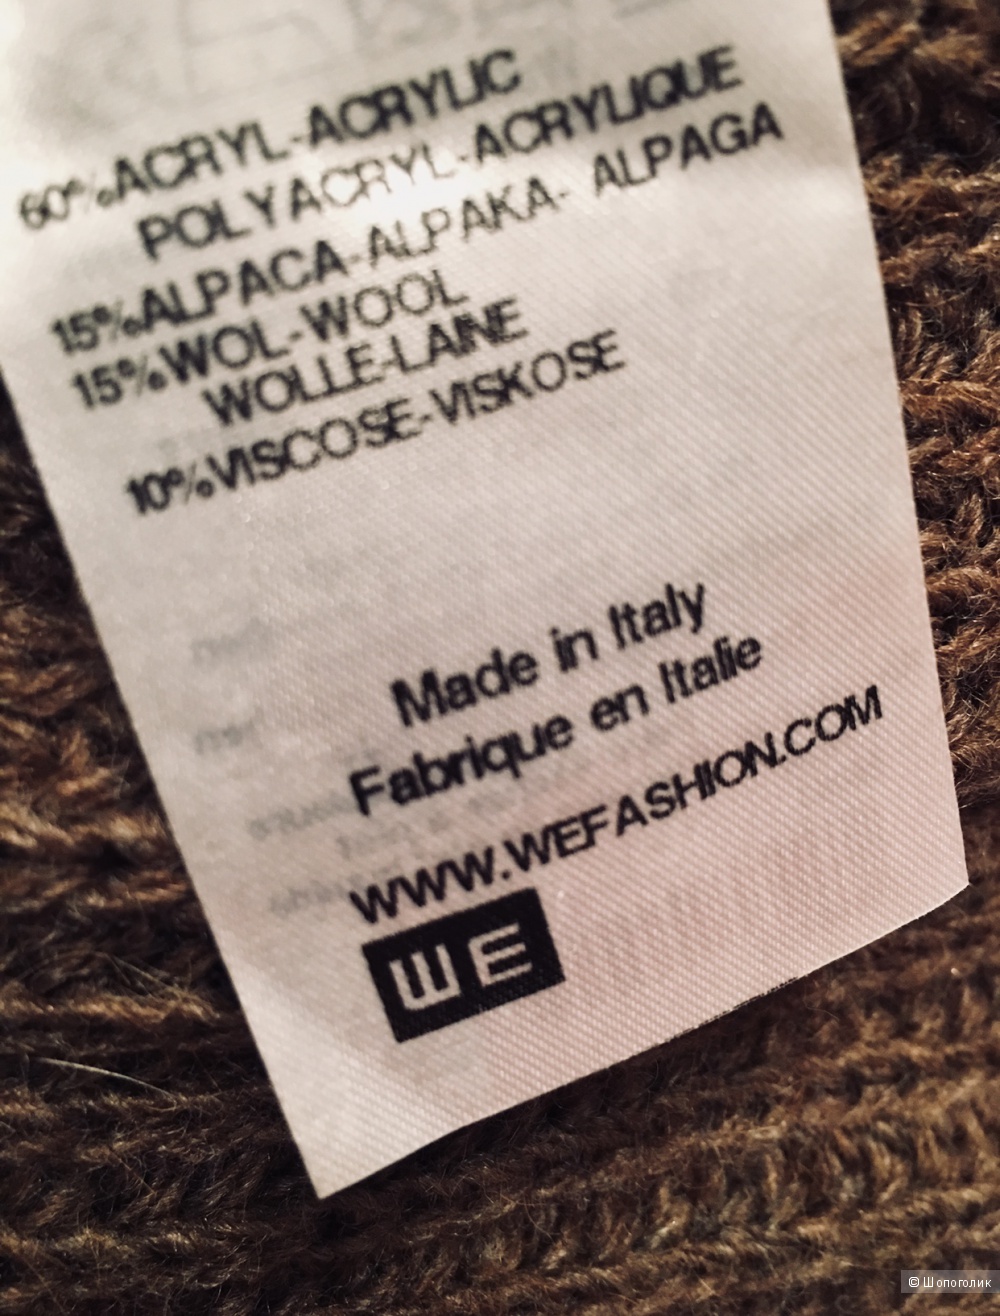 60%ACRYL-ACRYLIC
POLYACRYL-ACRYLIQUE
15%ALPACA-ALPAKA- ALPAGA
15%WOL-WOOL
WOLLE-LAINE
10%VISCOSE-VISKOSE
Made in Italy
Fabrique en Italie
WWW.WEFASHION.COM
WE
© Шопоголик